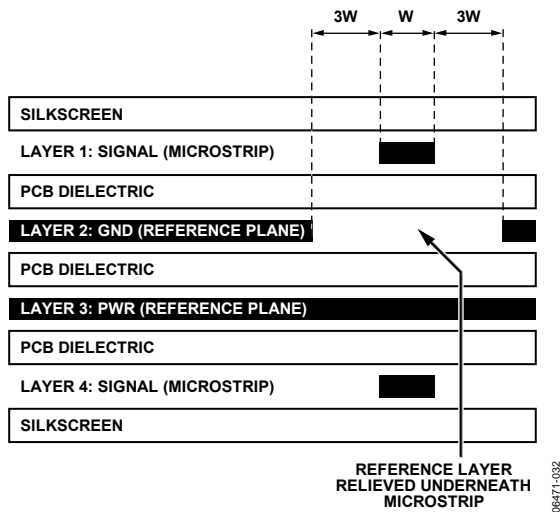 3W W 3W
SILKSCREEN
LAYER 1: SIGNAL (MICROSTRIP)
PCB DIELECTRIC
LAYER 2: GND (REFERENCE PLANE)
PCB DIELECTRIC
LAYER 3: PWR (REFERENCE PLANE)
PCB DIELECTRIC
LAYER 4: SIGNAL (MICROSTRIP)
SILKSCREEN
REFERENCE LAYER
RELIEVED UNDERNEATH
MICROSTRIP
06471-032